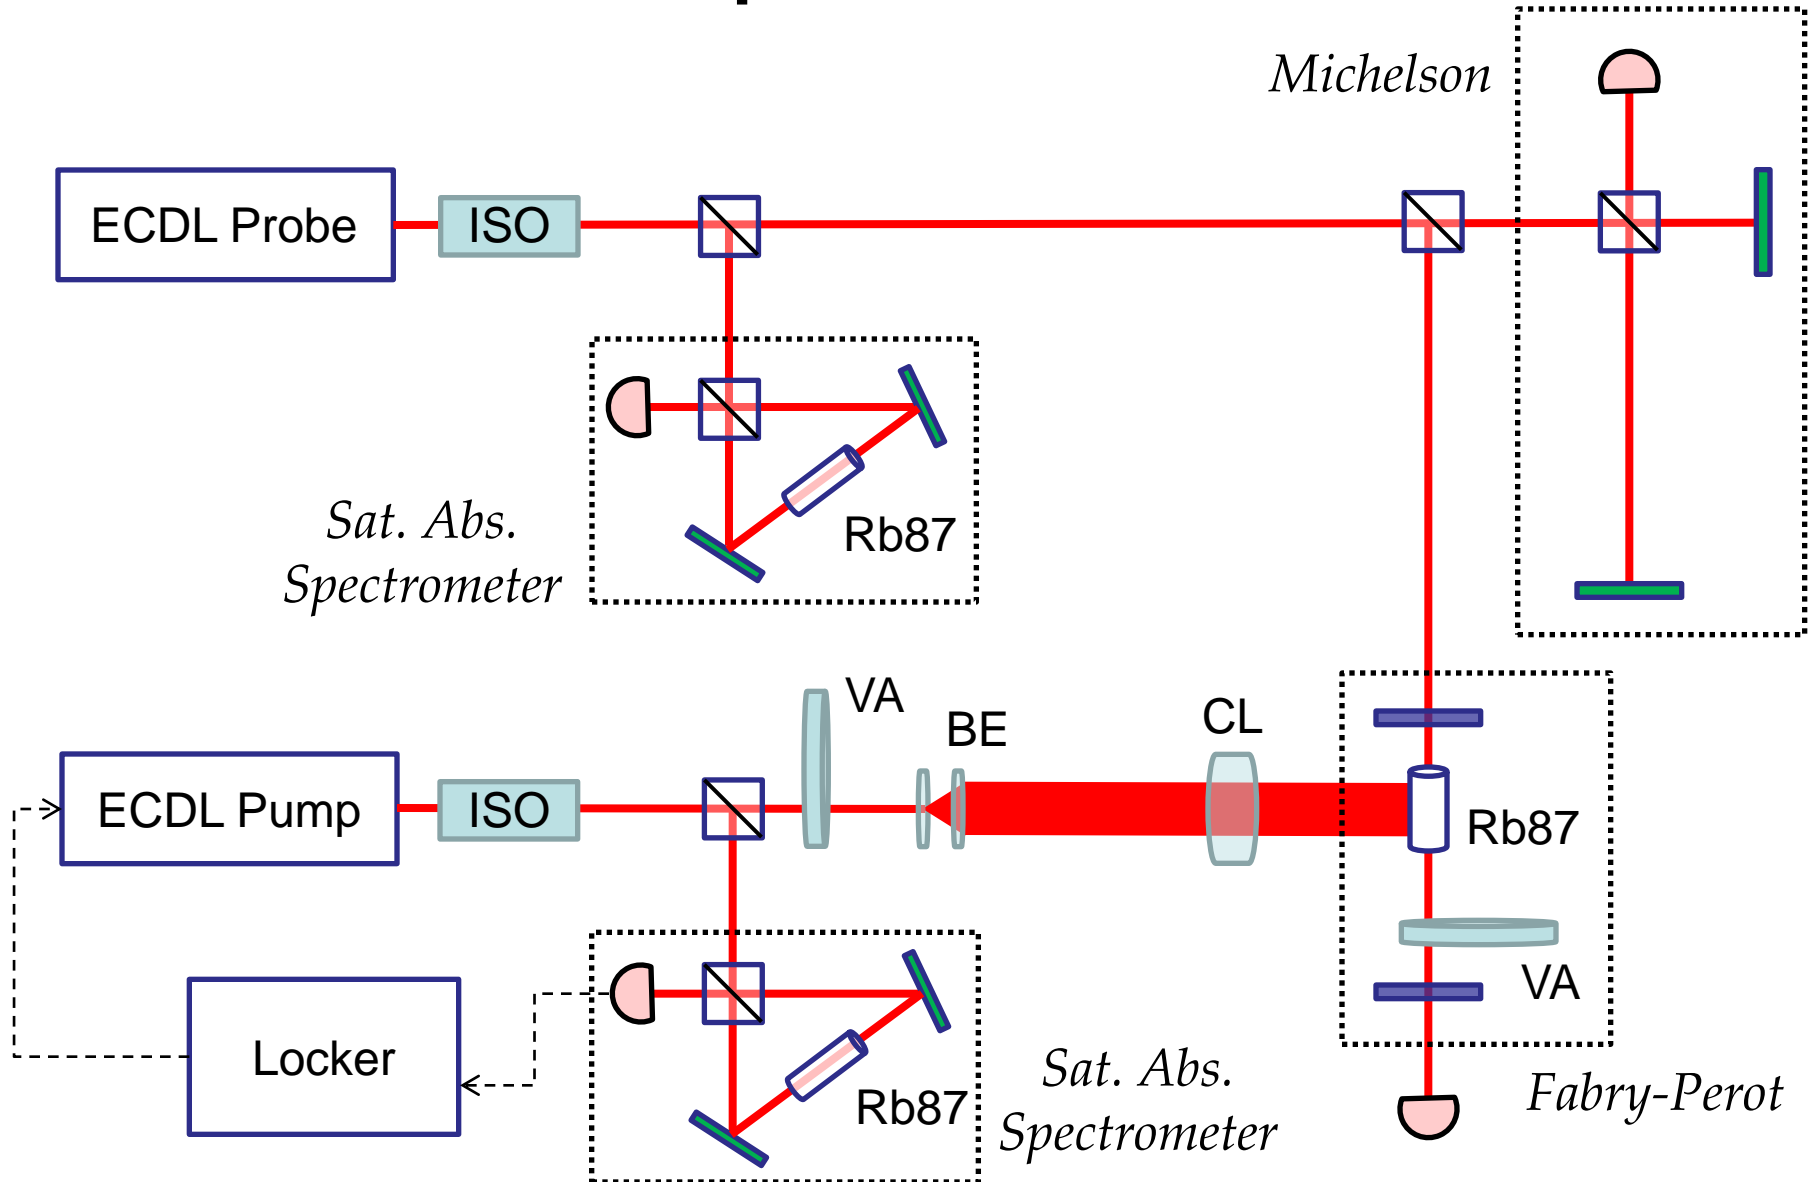 Michelson
ECDL Probe
ISO
Sat. Abs.
Spectrometer
Rb87
VA
BE
CL
ECDL Pump
ISO
Rb87
VA
Locker
Rb87
Sat. Abs.
Spectrometer
Fabry-Perot